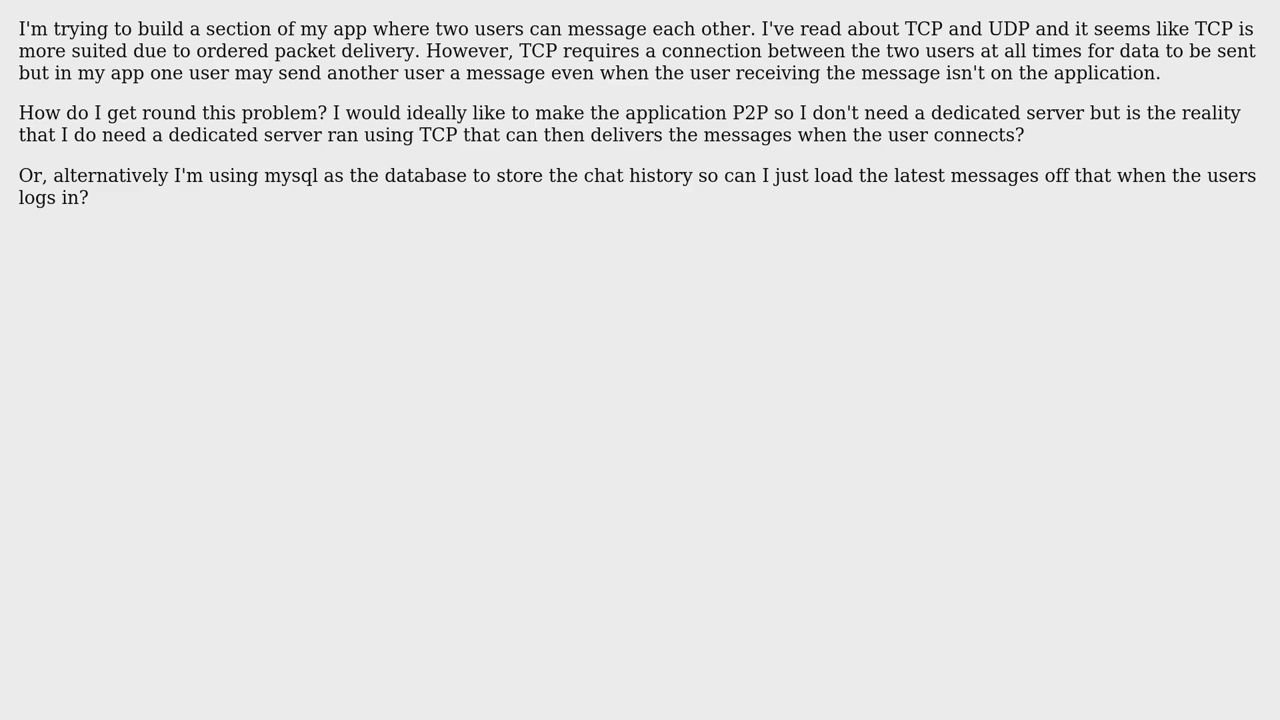 I'm trying to build a section of my app where two users can message each other. I've read about TCP and UDP and it seems like TCP is
more suited due to ordered packet delivery. However, TCP requires a connection between the two users at all times for data to be sent
but in my app one user may send another user a message even when the user receiving the message isn't on the application.
How do I get round this problem? I would ideally like to make the application P2P so I don't need a dedicated server but is the reality
that I do need a dedicated server ran using TCP that can then delivers the messages when the user connects?
Or, alternatively I'm using mysql as the database to store the chat history so can I just load the latest messages off that when the users
logs in?